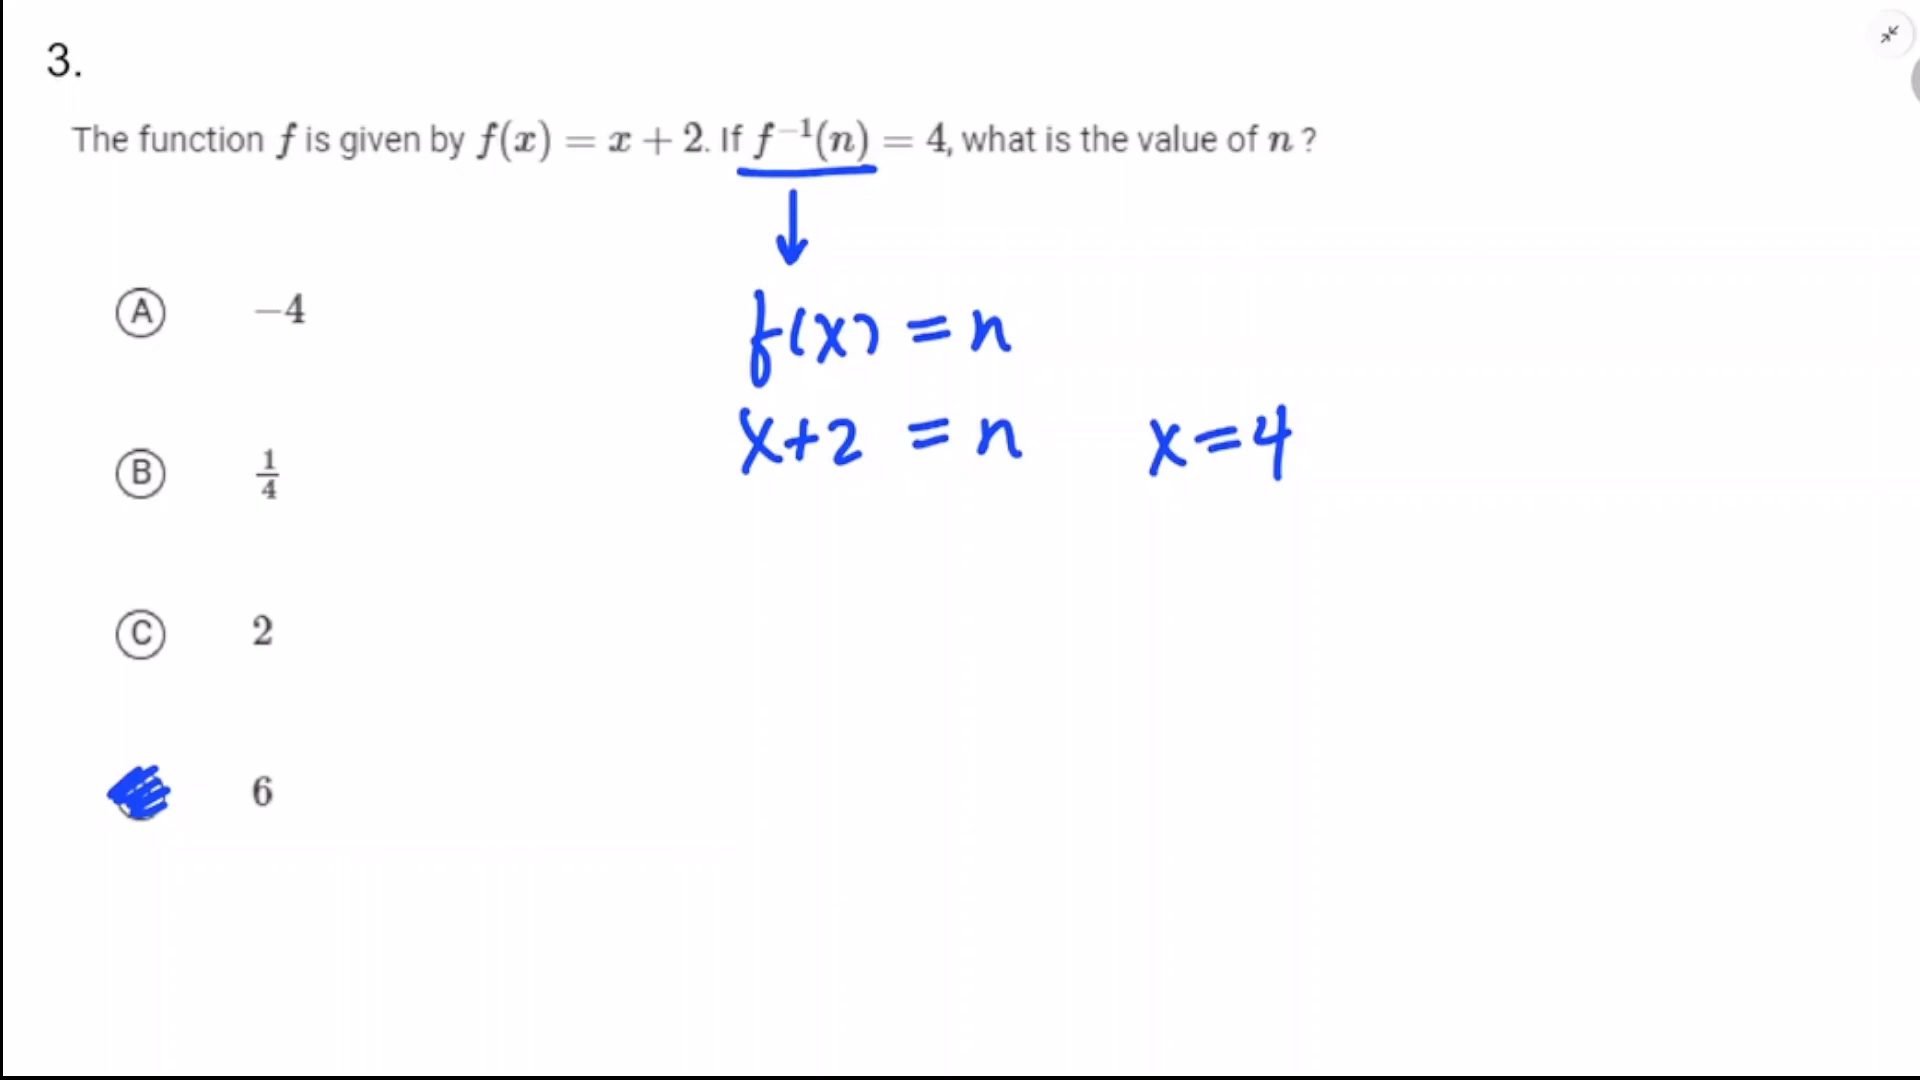 3.
The function f is given by f(x) = x + 2. If f⁻¹(n) = 4, what is the value of n ?
A −4
f(x) = n
x+2 = n x=4
B 1/4
C 2
6